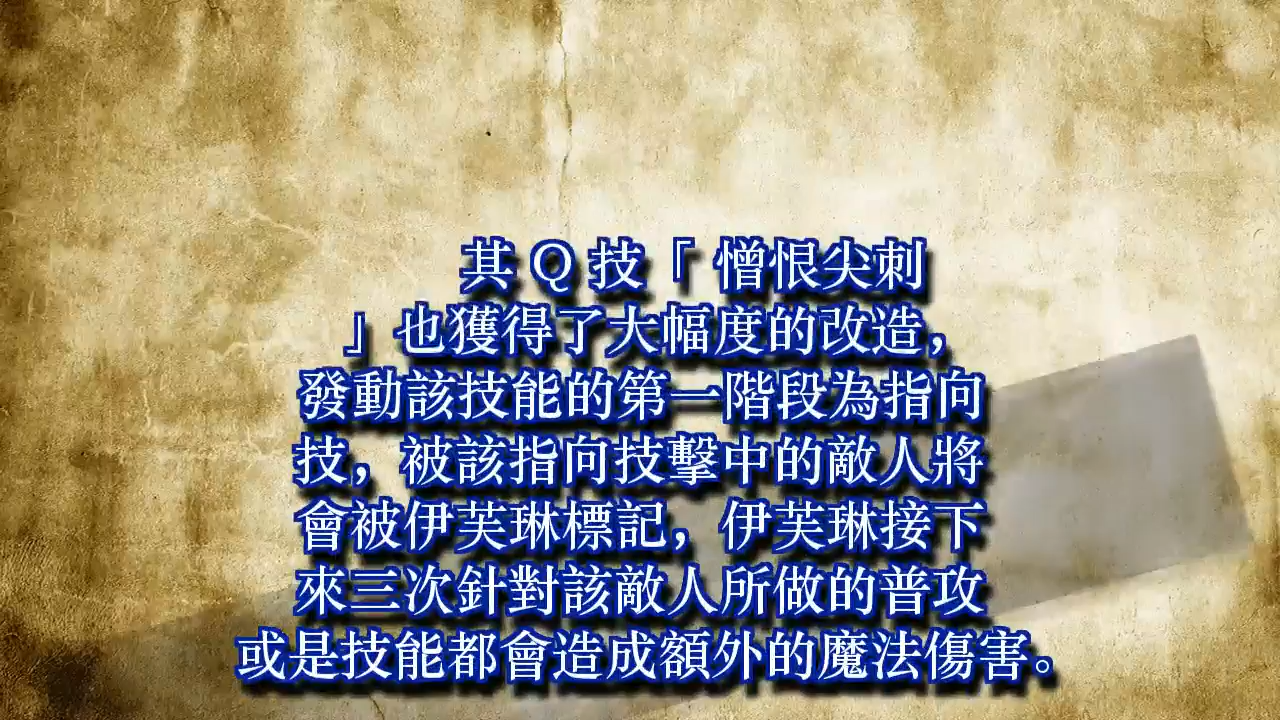 其 Q 技「 憎恨尖刺
」也獲得了大幅度的改造，
發動該技能的第一階段為指向
技，被該指向技擊中的敵人將
會被伊芙琳標記，伊芙琳接下
來三次針對該敵人所做的普攻
或是技能都會造成額外的魔法傷害。